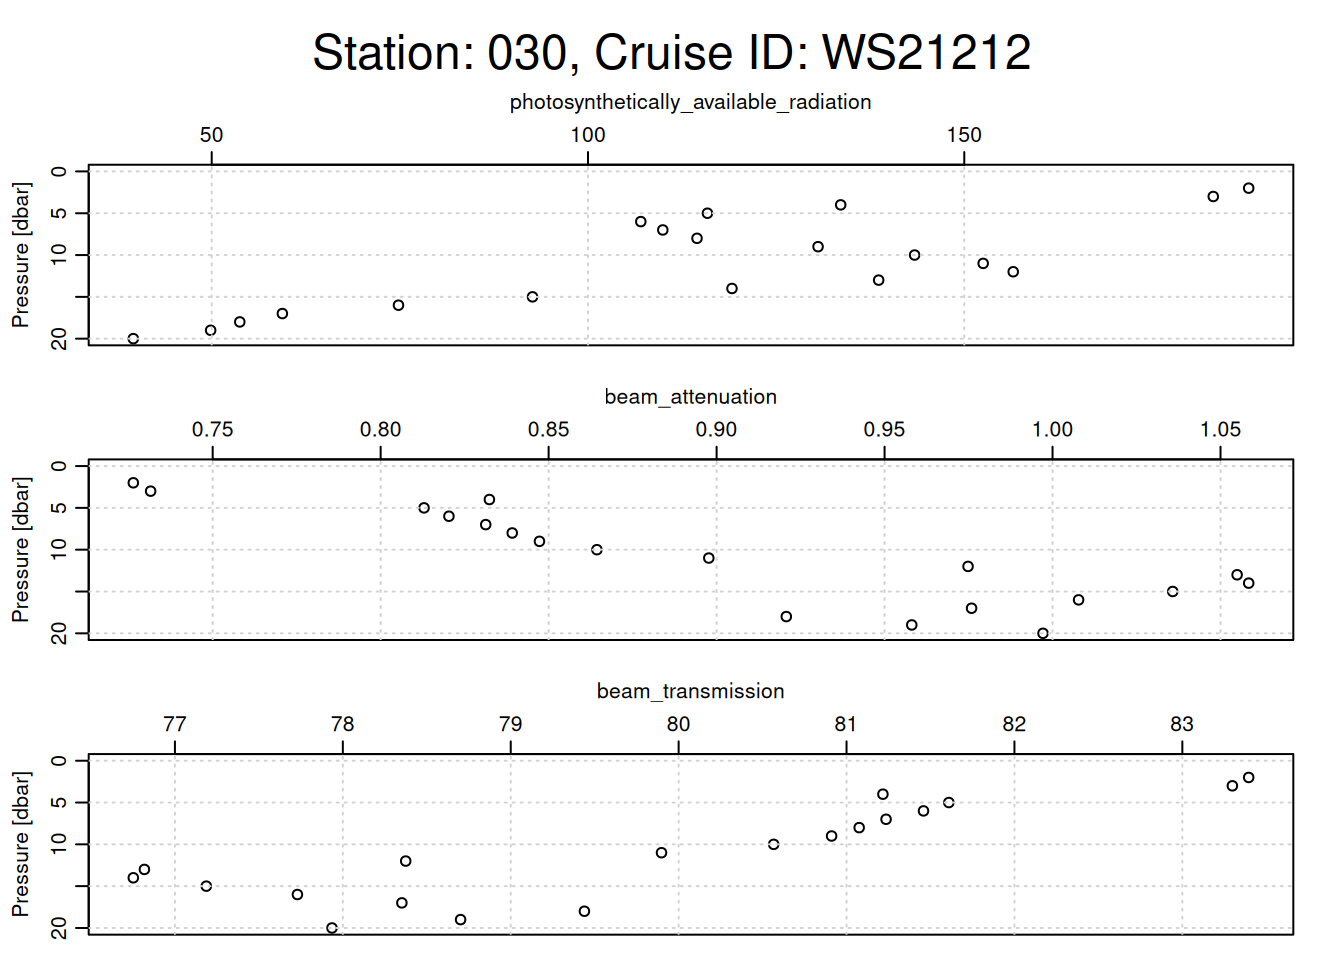 Station: 030, Cruise ID: WS21212
photosynthetically_available_radiation
50 100 150
Pressure [dbar]
0
5
10
20
beam_attenuation
0.75 0.80 0.85 0.90 0.95 1.00 1.05
Pressure [dbar]
0
5
10
20
beam_transmission
77 78 79 80 81 82 83
Pressure [dbar]
0
5
10
20